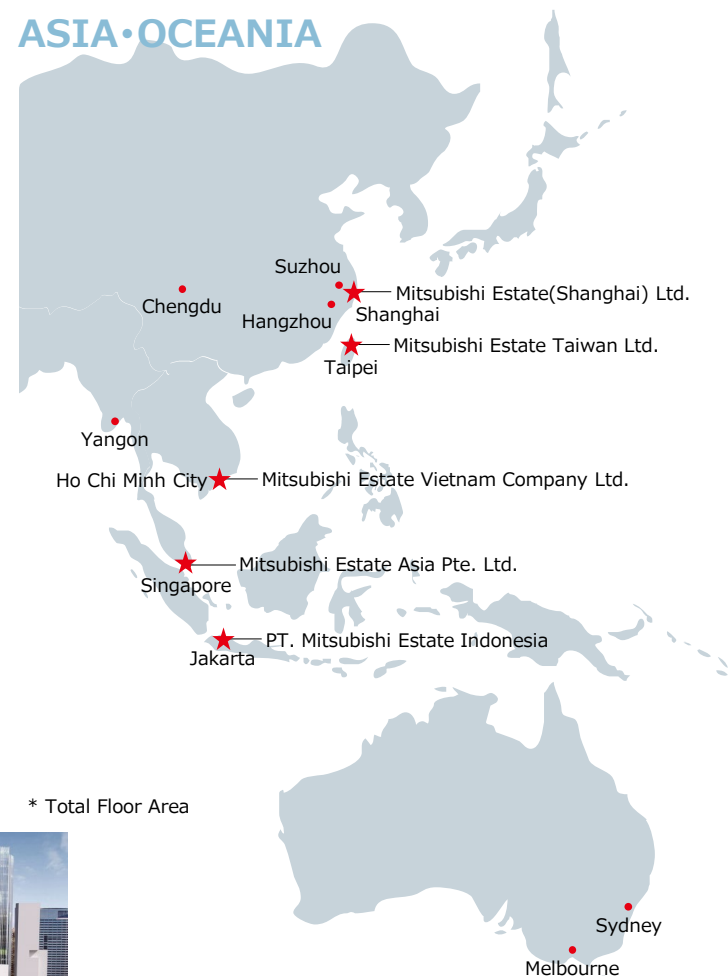 ASIA・OCEANIA
Suzhou
Chengdu
Mitsubishi Estate(Shanghai) Ltd.
Hangzhou
Shanghai
Mitsubishi Estate Taiwan Ltd.
Taipei
Yangon
Ho Chi Minh City
Mitsubishi Estate Vietnam Company Ltd.
Mitsubishi Estate Asia Pte. Ltd.
Singapore
PT. Mitsubishi Estate Indonesia
Jakarta
* Total Floor Area
Sydney
Melbourne